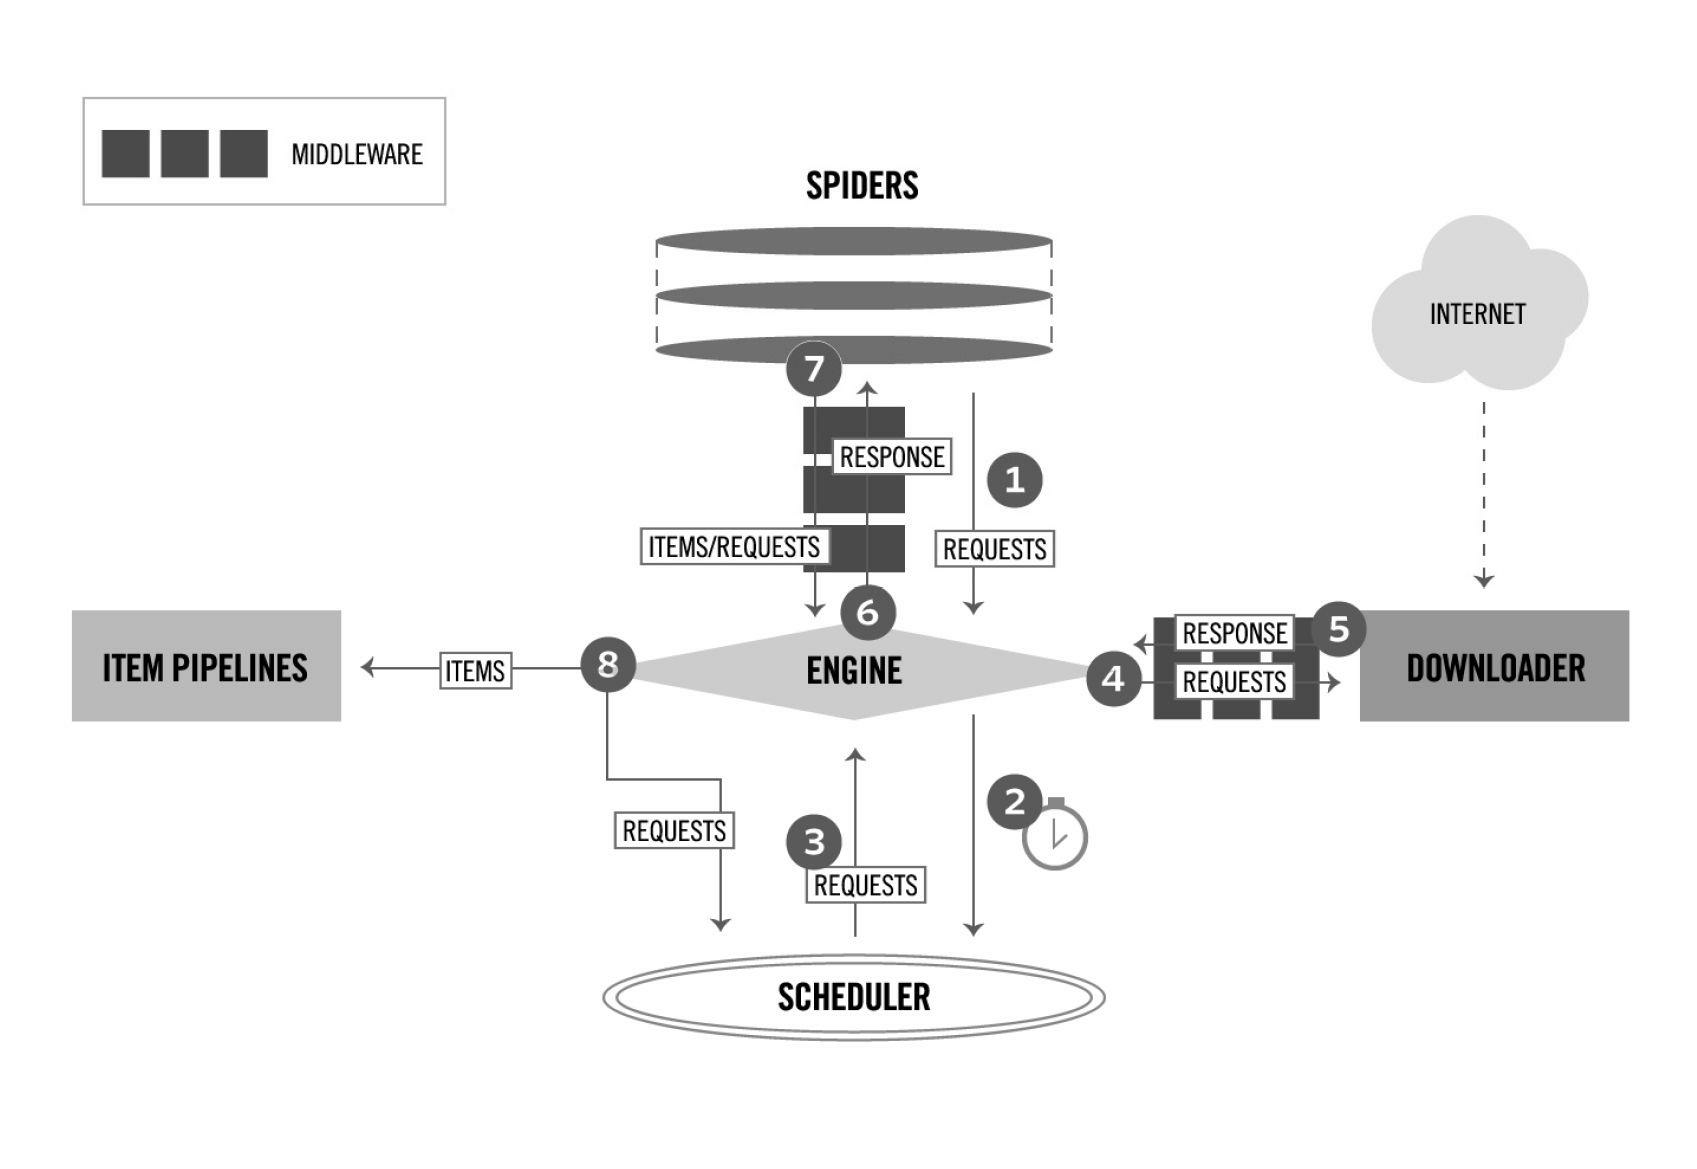 MIDDLEWARE
SPIDERS
INTERNET
7
RESPONSE
1
ITEMS/REQUESTS
REQUESTS
6
ITEM PIPELINES
ITEMS
8
ENGINE
4
RESPONSE
REQUESTS
5
DOWNLOADER
2
REQUESTS
3
REQUESTS
SCHEDULER